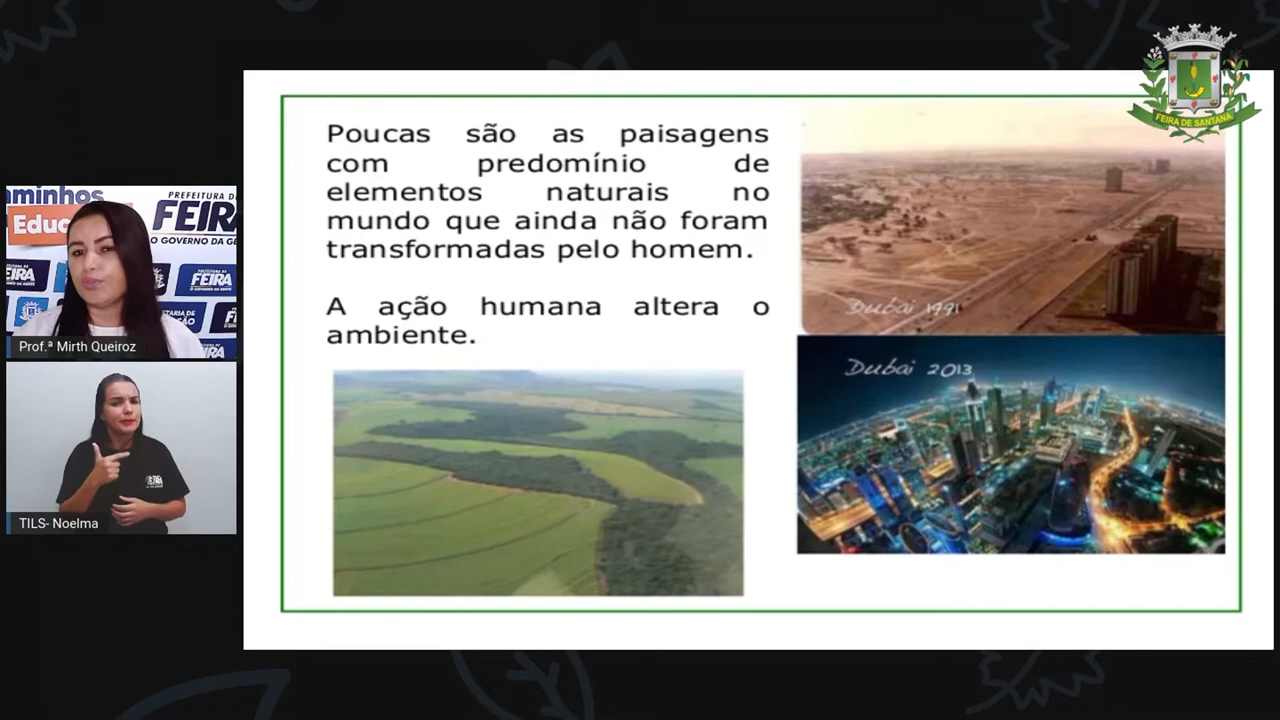 FEIRA DE SANTANA
Poucas são as paisagens
com predomínio de
elementos naturais no
mundo que ainda não foram
transformadas pelo homem.
A ação humana altera o
ambiente.
Dubai 1991
Dubai 2013
PREFEITURA
FEIRA
Prof.ª Mirth Queiroz
TILS- Noelma